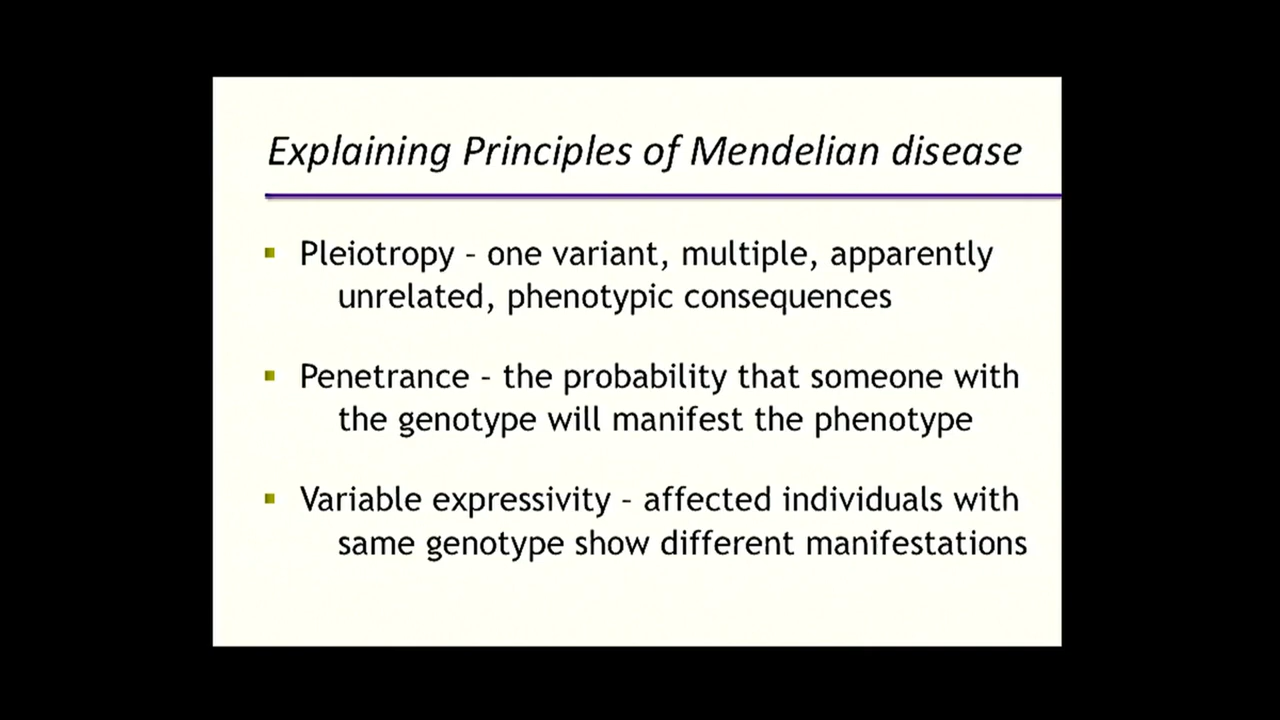 Explaining Principles of Mendelian disease
▪ Pleiotropy – one variant, multiple, apparently
unrelated, phenotypic consequences
▪ Penetrance – the probability that someone with
the genotype will manifest the phenotype
▪ Variable expressivity – affected individuals with
same genotype show different manifestations